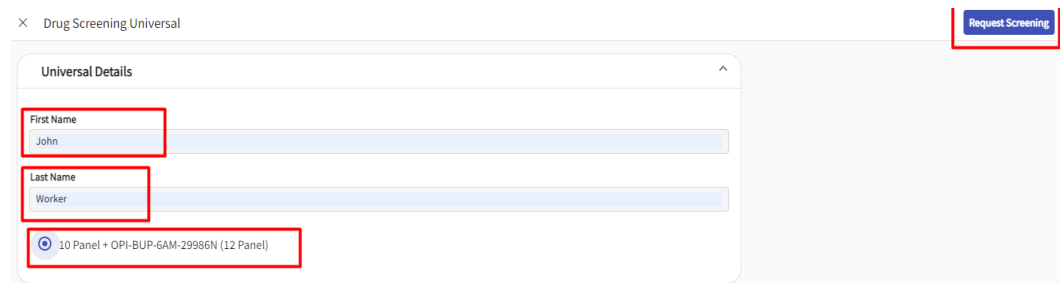 × Drug Screening Universal
Request Screening
Universal Details
First Name
John
Last Name
Worker
10 Panel + OPI-BUP-6AM-29986N (12 Panel)